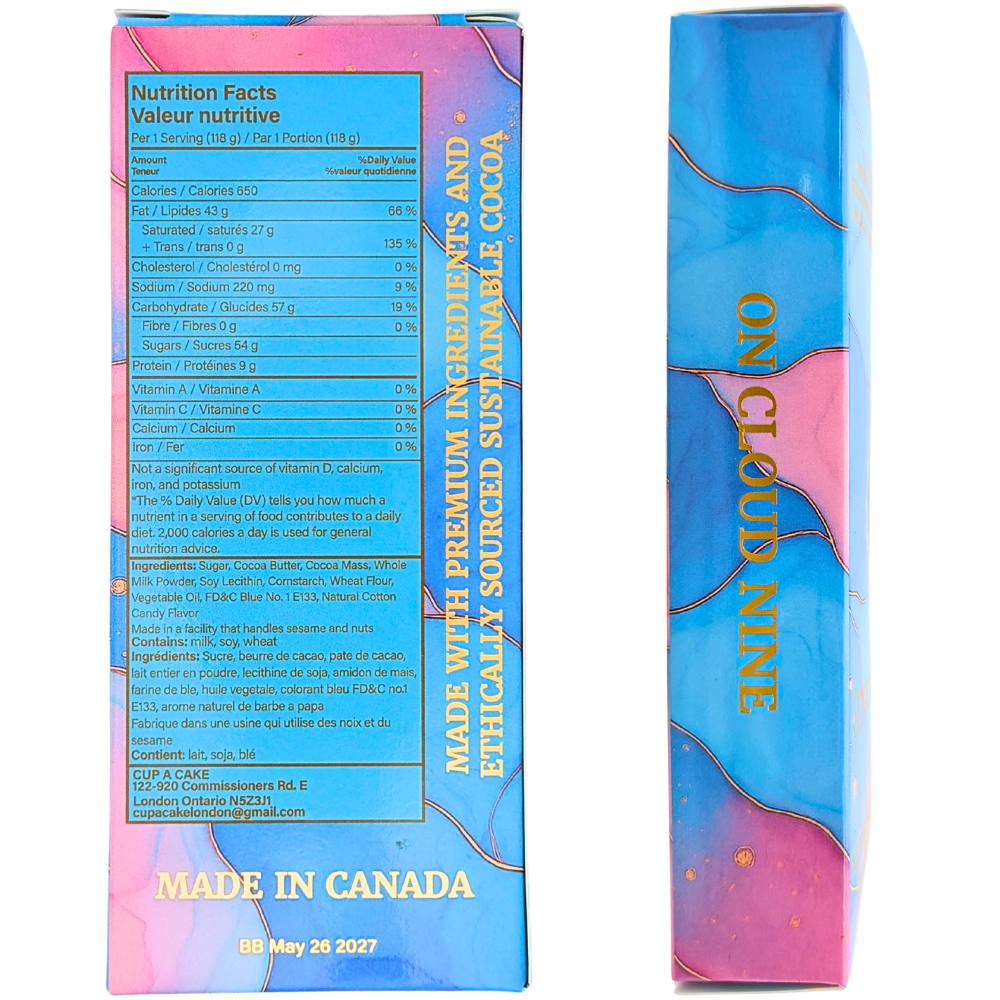 Nutrition Facts
Valeur nutritive
Per 1 Serving (118 g) / Par 1 Portion (118 g)
Amount %Daily Value
Teneur %valeur quotidienne
Calories / Calories 650
Fat / Lipides 43 g 66 %
Saturated / saturés 27 g
+ Trans / trans 0 g 135 %
Cholesterol / Cholestérol 0 mg 0 %
Sodium / Sodium 220 mg 9 %
Carbohydrate / Glucides 57 g 19 %
Fibre / Fibres 0 g 0 %
Sugars / Sucres 54 g
Protein / Protéines 9 g
Vitamin A / Vitamine A 0 %
Vitamin C / Vitamine C 0 %
Calcium / Calcium 0 %
Iron / Fer 0 %
Not a significant source of vitamin D, calcium,
iron, and potassium
*The % Daily Value (DV) tells you how much a
nutrient in a serving of food contributes to a daily
diet. 2,000 calories a day is used for general
nutrition advice.
Ingredients: Sugar, Cocoa Butter, Cocoa Mass, Whole
Milk Powder, Soy Lecithin, Cornstarch, Wheat Flour,
Vegetable Oil, FD&C Blue No. 1 E133, Natural Cotton
Candy Flavor
Made in a facility that handles sesame and nuts
Contains: milk, soy, wheat
Ingrédients: Sucre, beurre de cacao, pate de cacao,
lait entier en poudre, lecithine de soja, amidon de mais,
farine de ble, huile vegetale, colorant bleu FD&C no.1
E133, arome naturel de barbe a papa
Fabrique dans une usine qui utilise des noix et du
sesame
Contient: lait, soja, blé
CUP A CAKE
122-920 Commissioners Rd. E
London Ontario N5Z3J1
cupacakelondon@gmail.com
MADE WITH PREMIUM INGREDIENTS AND
ETHICALLY SOURCED SUSTAINABLE COCOA
MADE IN CANADA
BB May 26 2027
ON CLOUD NINE